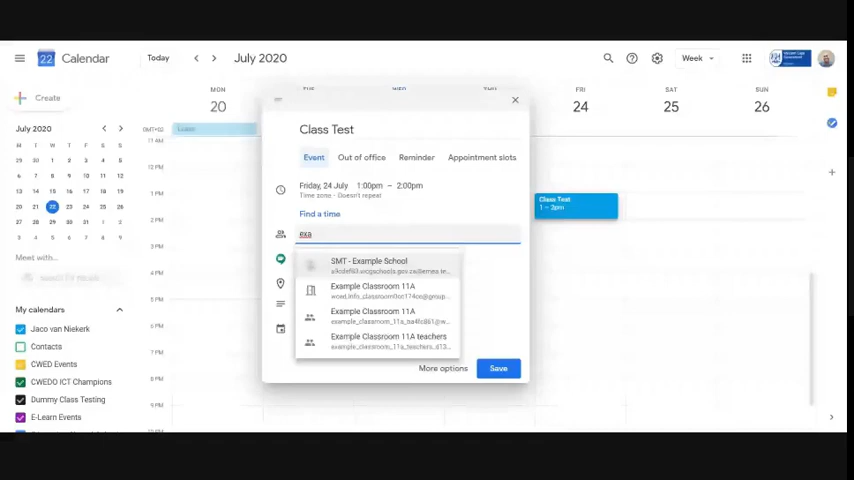 Calendar
Today
July 2020
Week
Create
MON
20
FRI
24
SAT
25
SUN
26
July 2020
M T W T F S S
29 30 1 2 3 4 5
6 7 8 9 10 11 12
13 14 15 16 17 18 19
20 21 22 23 24 25 26
27 28 29 30 31 1 2
3 4 5 6 7 8 9
GMT+02
11 AM
12 PM
1 PM
2 PM
3 PM
4 PM
5 PM
6 PM
7 PM
8 PM
9 PM
Class Test
Event
Out of office
Reminder
Appointment slots
Friday, 24 July 1:00pm – 2:00pm
Time zone • Doesn't repeat
Find a time
exa
SMT - Example School
Example Classroom 11A
Example Classroom 11A
Example Classroom 11A teachers
More options
Save
Class Test
1 – 2pm
Meet with...
My calendars
Jaco van Niekerk
Contacts
CWED Events
CWEDO ICT Champions
Dummy Class Testing
E-Learn Events